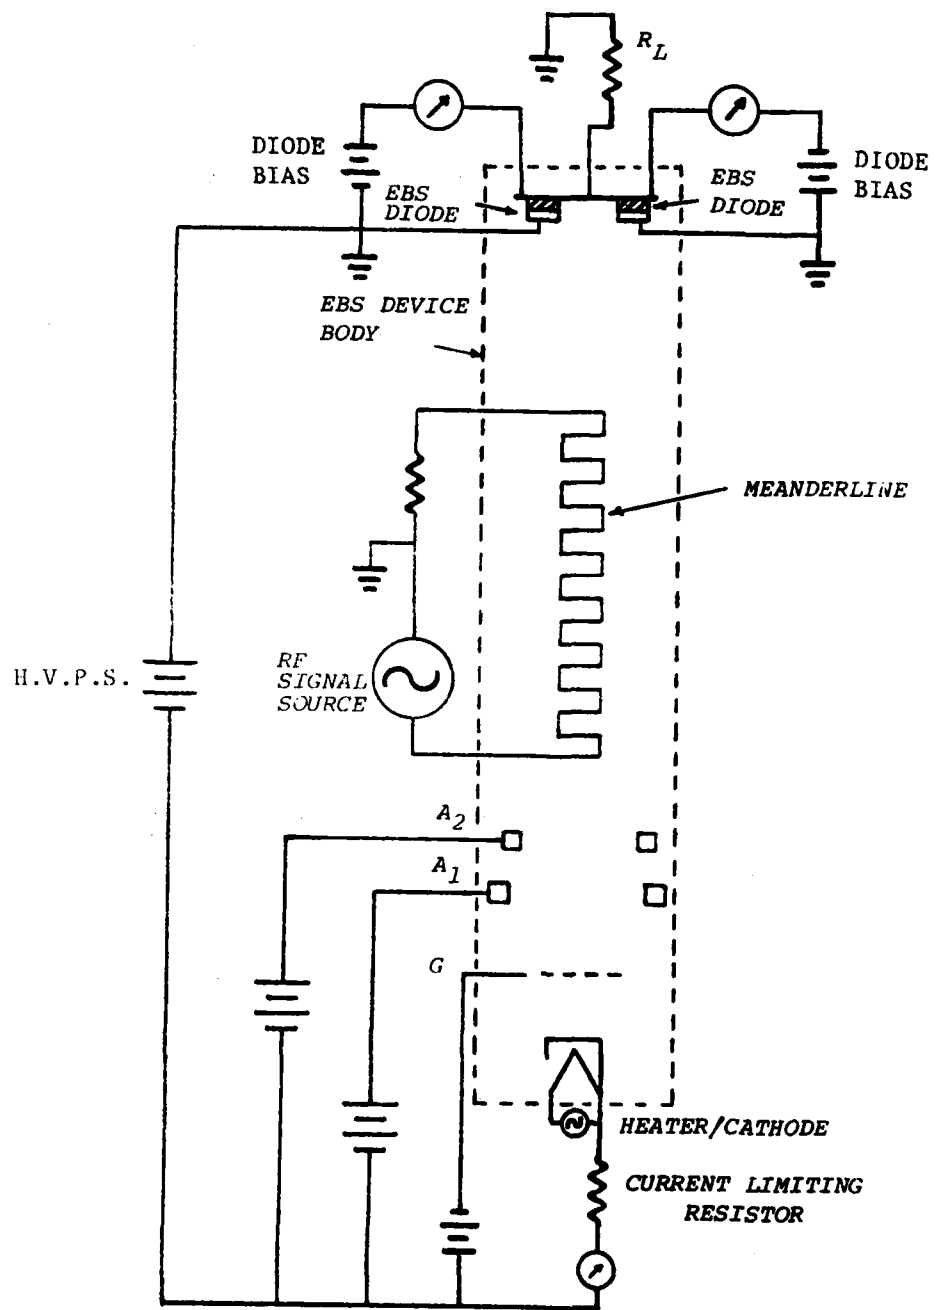 R_L
DIODE
BIAS
EBS
DIODE
EBS
DIODE
DIODE
BIAS
EBS DEVICE
BODY
MEANDERLINE
H.V.P.S.
RF
SIGNAL
SOURCE
A_2
A_1
G
HEATER/CATHODE
CURRENT LIMITING
RESISTOR